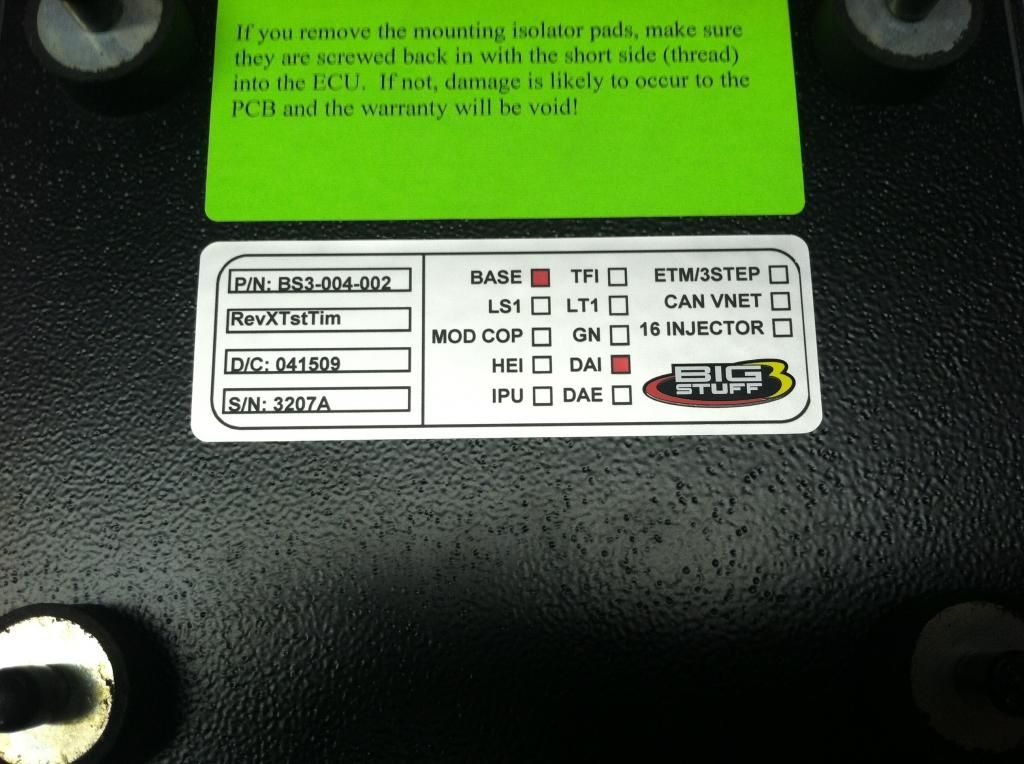 If you remove the mounting isolator pads, make sure
they are screwed back in with the short side (thread)
into the ECU. If not, damage is likely to occur to the
PCB and the warranty will be void!
P/N: BS3-004-002
RevXTstTim
D/C: 041509
S/N: 3207A
BASE TFI ETM/3STEP
LS1 LT1 CAN VNET
MOD COP GN 16 INJECTOR
HEI DAI
IPU DAE
BIG
STUFF 3